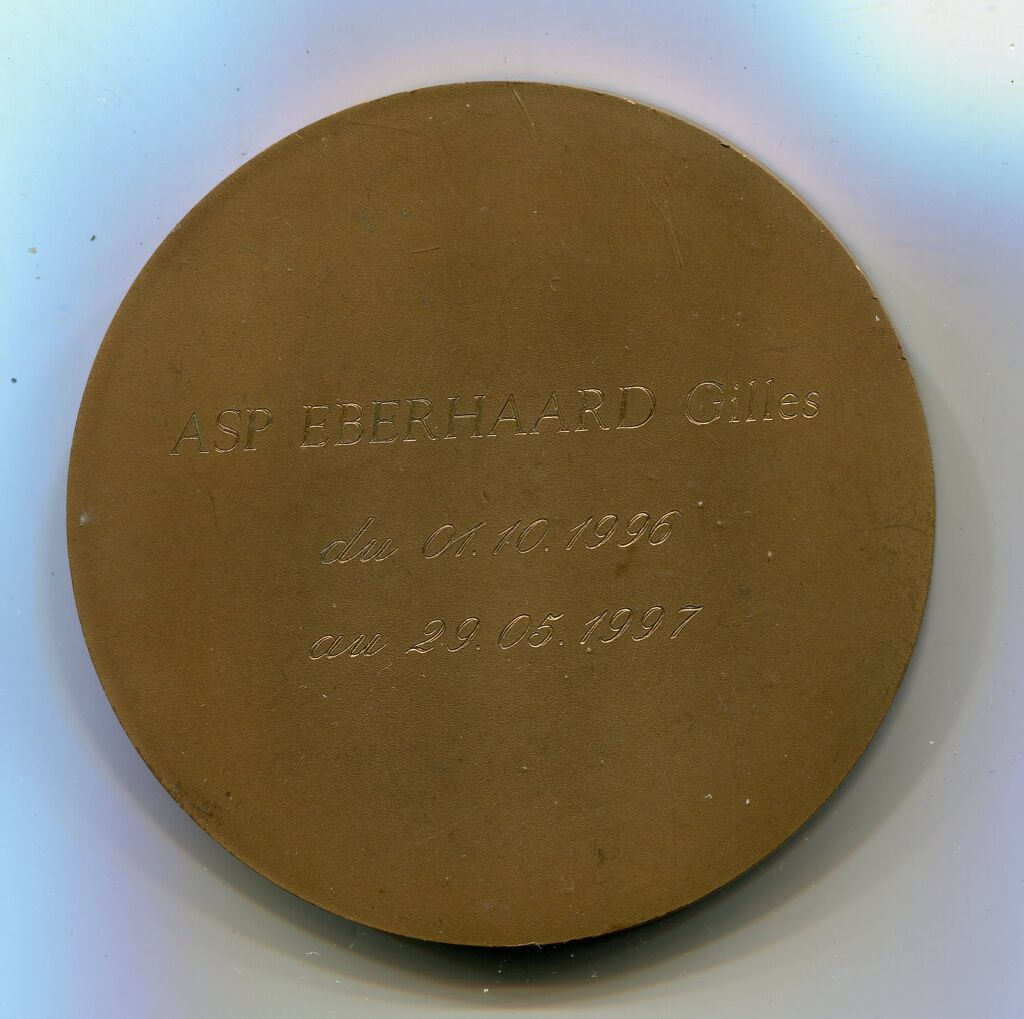 ASP EBERHAARD Gilles
du 01.10.1996
au 29.05.1997